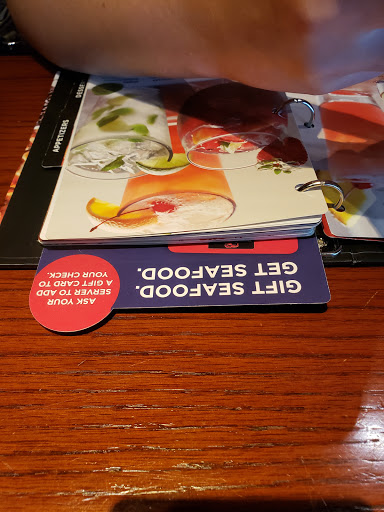 APPETIZERS
GIFT SEAFOOD.
GET SEAFOOD.
ASK YOUR
SERVER TO ADD
A GIFT CARD TO
YOUR CHECK.